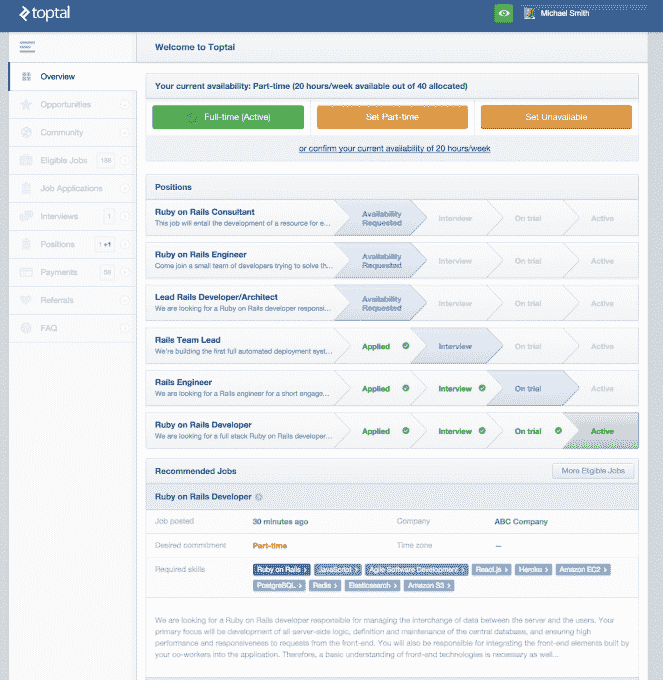 toptal
Michael Smith
Welcome to Toptal
Overview
Opportunities
Community
Eligible Jobs 188
Job Applications
Interviews 1
Positions 1 +1
Payments 58
Referrals
FAQ
Your current availability: Part-time (20 hours/week available out of 40 allocated)
Full-time (Active)
Set Part-time
Set Unavailable
or confirm your current availability of 20 hours/week
Positions
Ruby on Rails Consultant
This job will entail the development of a resource for e...
Availability
Requested
Interview
On trial
Active
Ruby on Rails Engineer
Come join a small team of developers trying to solve th...
Availability
Requested
Interview
On trial
Active
Lead Rails Developer/Architect
We are looking for a Ruby on Rails developer responsi...
Availability
Requested
Interview
On trial
Active
Rails Team Lead
We're building the first full automated deployment syst...
Applied
Interview
On trial
Active
Rails Engineer
We are looking for a Rails engineer for a short engage...
Applied
Interview
On trial
Active
Ruby on Rails Developer
We are looking for a full stack Ruby on Rails developer...
Applied
Interview
On trial
Active
Recommended Jobs
More Eligible Jobs
Ruby on Rails Developer
Job posted 30 minutes ago Company ABC Company
Desired commitment Part-time Time zone –
Required skills Ruby on Rails JavaScript Agile Software Development React.js Heroku Amazon EC2
PostgreSQL Redis Elasticsearch Amazon S3
We are looking for a Ruby on Rails developer responsible for managing the interchange of data between the server and the users. Your
primary focus will be development of all server-side logic, definition and maintenance of the central database, and ensuring high
performance and responsiveness to requests from the front-end. You will also be responsible for integrating the front-end elements built by
your co-workers into the application. Therefore, a basic understanding of front-end technologies is necessary as well...